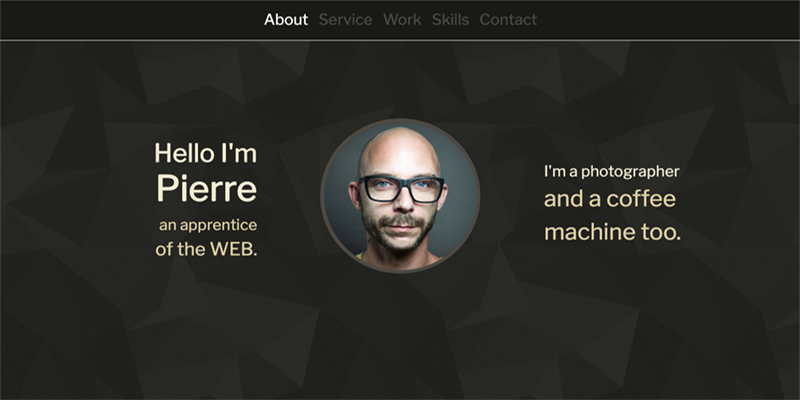 About Service Work Skills Contact
Hello I'm
Pierre
an apprentice
of the WEB.
I'm a photographer
and a coffee
machine too.